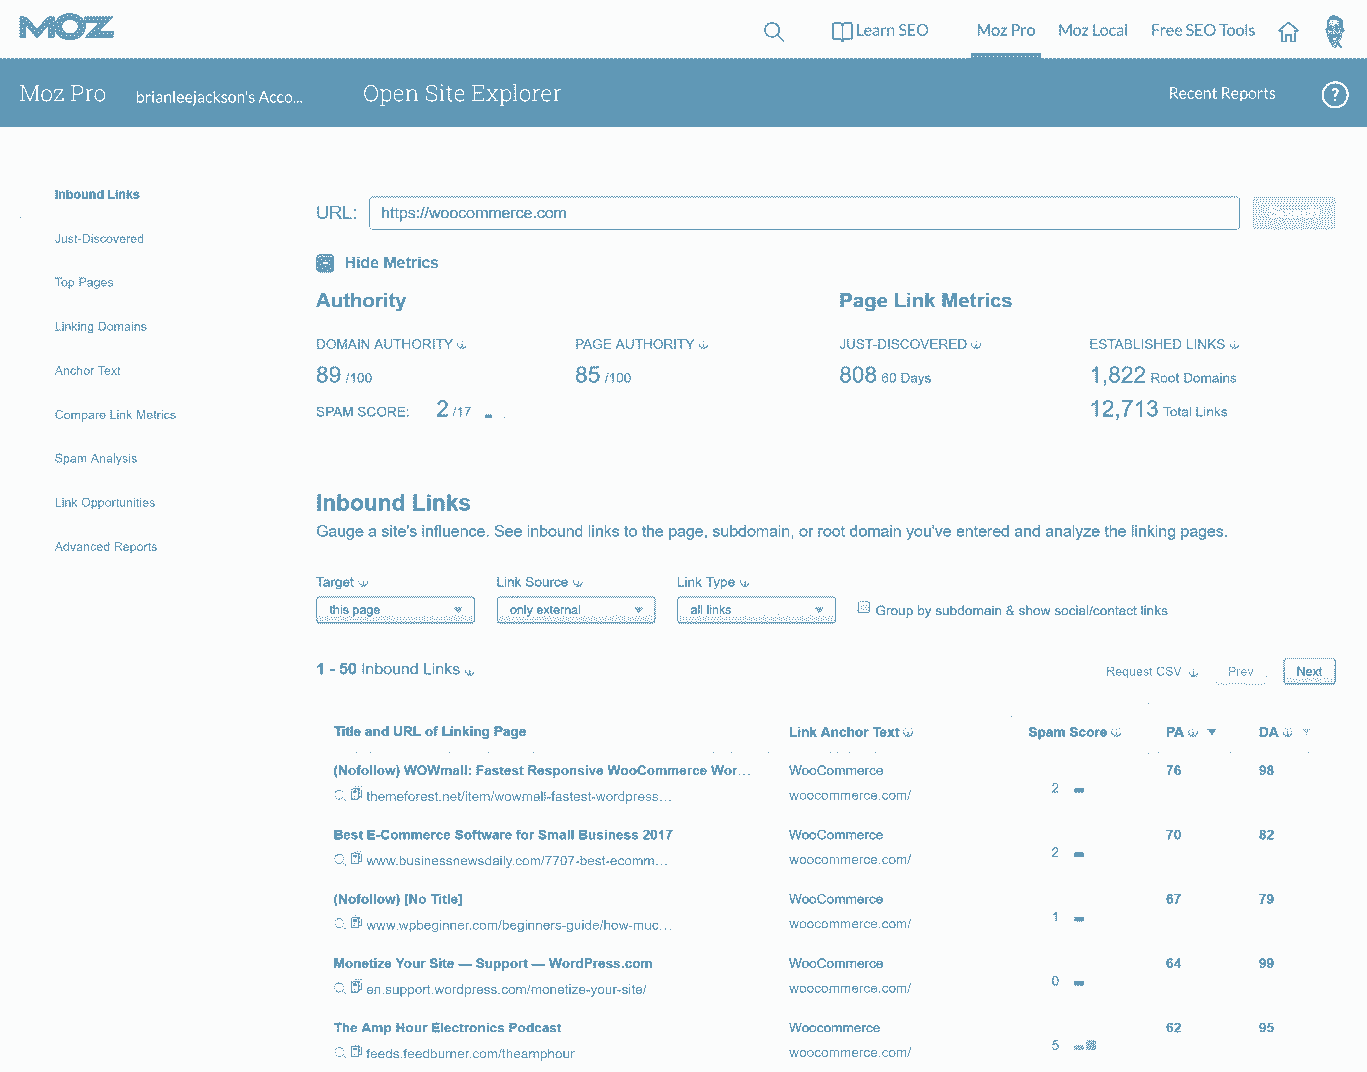 MOZ
Learn SEO
Moz Pro
Moz Local
Free SEO Tools
Moz Pro
brianleejackson's Acco...
Open Site Explorer
Recent Reports
?
Inbound Links
Just-Discovered
Top Pages
Linking Domains
Anchor Text
Compare Link Metrics
Spam Analysis
Link Opportunities
Advanced Reports
URL: https://woocommerce.com
Hide Metrics
Authority
DOMAIN AUTHORITY
89 /100
PAGE AUTHORITY
85 /100
SPAM SCORE: 2 /17
Page Link Metrics
JUST-DISCOVERED
808 60 Days
ESTABLISHED LINKS
1,822 Root Domains
12,713 Total Links
Inbound Links
Gauge a site's influence. See inbound links to the page, subdomain, or root domain you've entered and analyze the linking pages.
Target
this page
Link Source
only external
Link Type
all links
Group by subdomain & show social/contact links
1 - 50 Inbound Links
Request CSV
Prev
Next
Title and URL of Linking Page Link Anchor Text Spam Score PA DA
(Nofollow) WOWmall: Fastest Responsive WooCommerce Wor... WooCommerce 76 98
themeforest.net/item/wowmall-fastest-wordpress... woocommerce.com/ 2
Best E-Commerce Software for Small Business 2017 WooCommerce 70 82
www.businessnewsdaily.com/7707-best-ecomm... woocommerce.com/ 2
(Nofollow) [No Title] WooCommerce 67 79
www.wpbeginner.com/beginners-guide/how-muc... woocommerce.com/ 1
Monetize Your Site — Support — WordPress.com WooCommerce 64 99
en.support.wordpress.com/monetize-your-site/ woocommerce.com/ 0
The Amp Hour Electronics Podcast Woocommerce 62 95
feeds.feedburner.com/theamphour woocommerce.com/ 5